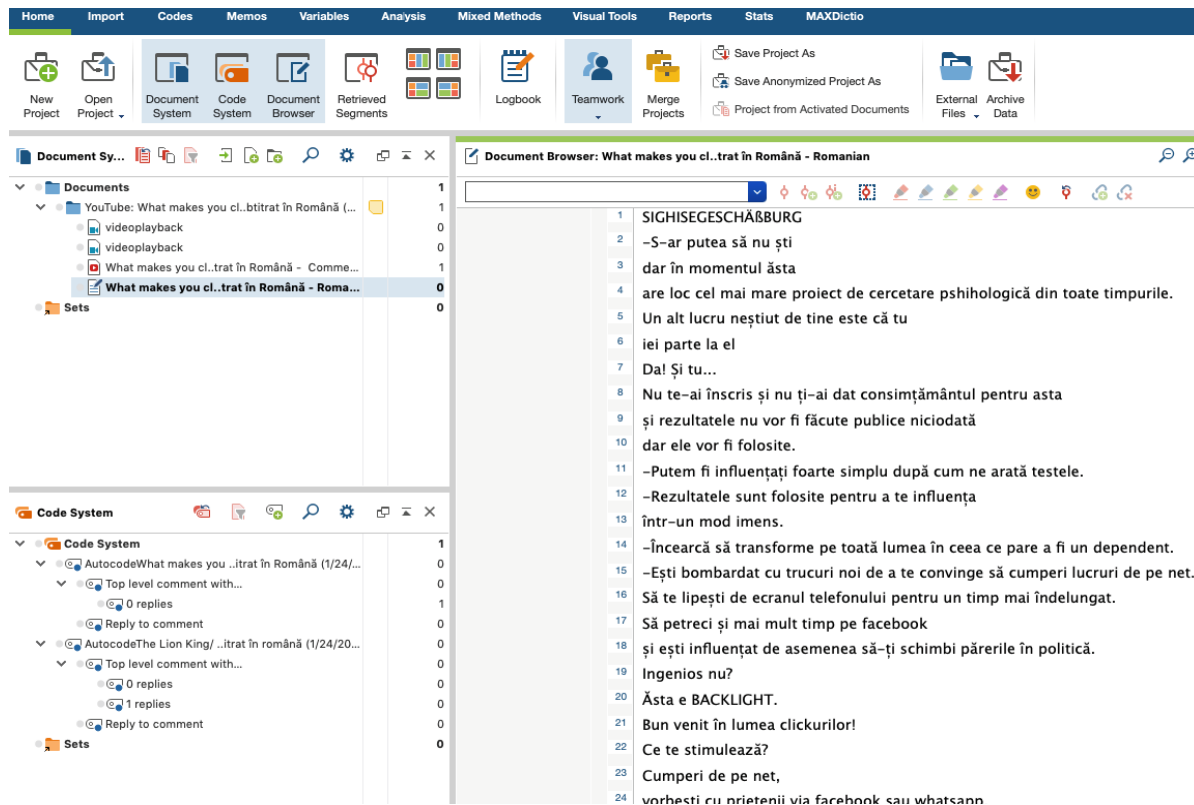 Home Import Codes Memos Variables Analysis Mixed Methods Visual Tools Reports Stats MAXDictio
New Project
Open Project
Document System
Code System
Document Browser
Retrieved Segments
Logbook
Teamwork
Merge Projects
Save Project As
Save Anonymized Project As
Project from Activated Documents
External Files
Archive Data
Document Sy...
Documents 1
YouTube: What makes you cl..btitrat în Română (... 1
videoplayback 0
videoplayback 0
What makes you cl..trat în Română - Comme... 1
What makes you cl..trat în Română - Roma... 0
Sets 0
Code System
Code System 1
AutocodeWhat makes you ..itrat în Română (1/24/... 0
Top level comment with... 0
0 replies 1
Reply to comment 0
AutocodeThe Lion King/ ..itrat în română (1/24/20... 0
Top level comment with... 0
0 replies 0
1 replies 0
Reply to comment 0
Sets 0
Document Browser: What makes you cl..trat în Română - Romanian
1 SIGHISEGESCHÄßBURG
2 -S-ar putea să nu ști
3 dar în momentul ăsta
4 are loc cel mai mare proiect de cercetare pshihologică din toate timpurile.
5 Un alt lucru neștiut de tine este că tu
6 iei parte la el
7 Da! Și tu...
8 Nu te-ai înscris și nu ți-ai dat consimțământul pentru asta
9 și rezultatele nu vor fi făcute publice niciodată
10 dar ele vor fi folosite.
11 -Putem fi influențați foarte simplu după cum ne arată testele.
12 -Rezultatele sunt folosite pentru a te influența
13 într-un mod imens.
14 -Încearcă să transforme pe toată lumea în ceea ce pare a fi un dependent.
15 -Ești bombardat cu trucuri noi de a te convinge să cumperi lucruri de pe net.
16 Să te lipești de ecranul telefonului pentru un timp mai îndelungat.
17 Să petreci și mai mult timp pe facebook
18 și ești influențat de asemenea să-ți schimbi părerile în politică.
19 Ingenios nu?
20 Ăsta e BACKLIGHT.
21 Bun venit în lumea clickurilor!
22 Ce te stimulează?
23 Cumperi de pe net,
24 vorbești cu prietenii via facebook sau whatsapp